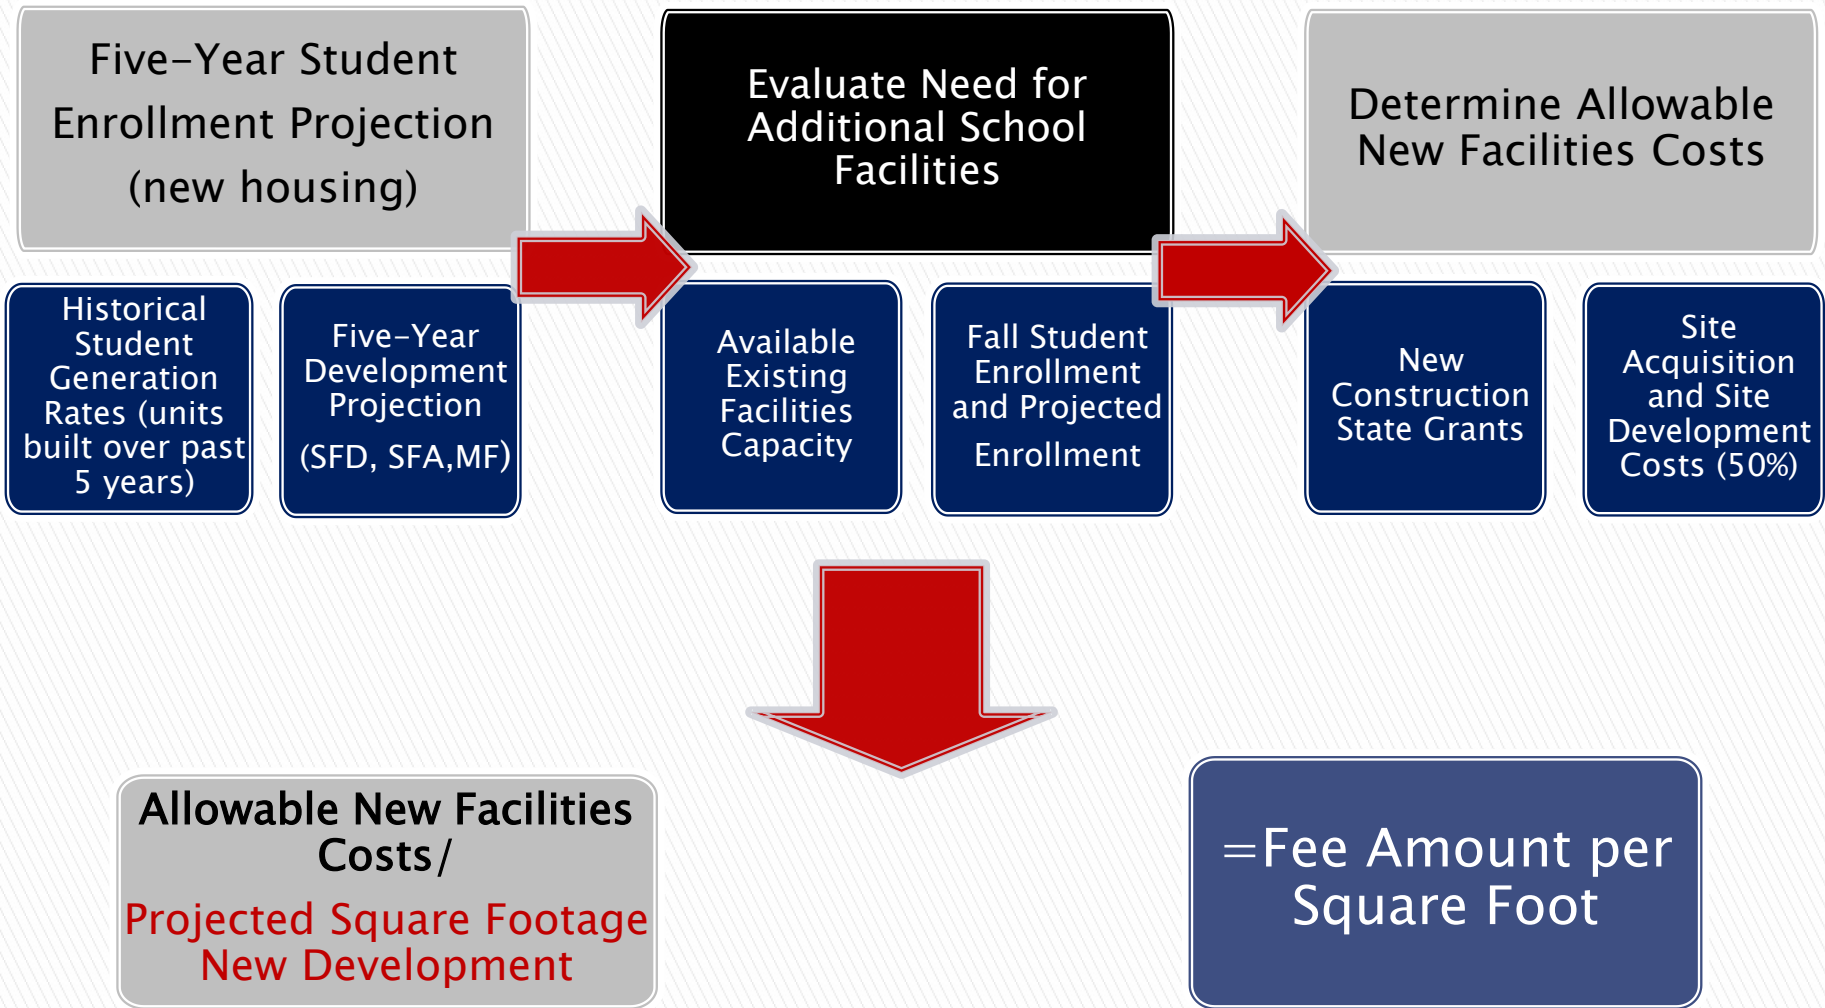 Five-Year Student
Enrollment Projection
(new housing)
Evaluate Need for
Additional School
Facilities
Determine Allowable
New Facilities Costs
Historical
Student
Generation
Rates (units
built over past
5 years)
Five-Year
Development
Projection
(SFD, SFA,MF)
Available
Existing
Facilities
Capacity
Fall Student
Enrollment
and Projected
Enrollment
New
Construction
State Grants
Site
Acquisition
and Site
Development
Costs (50%)
Allowable New Facilities
Costs/
Projected Square Footage
New Development
=Fee Amount per
Square Foot